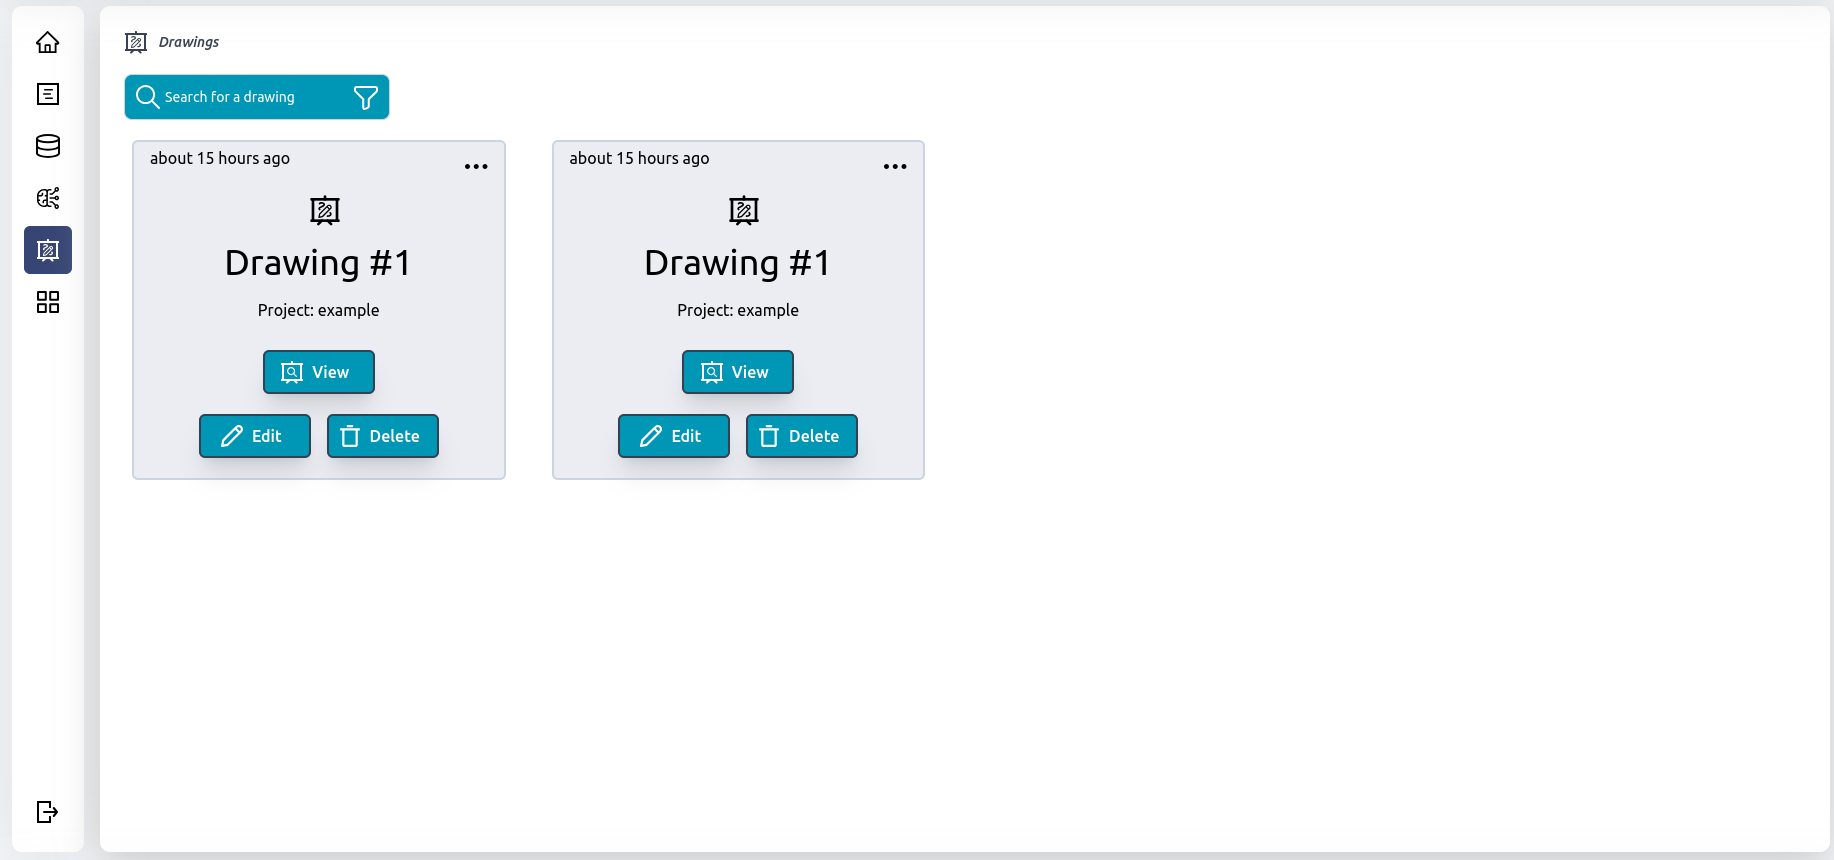 Drawings
Search for a drawing
about 15 hours ago
Drawing #1
Project: example
View
Edit
Delete
about 15 hours ago
Drawing #1
Project: example
View
Edit
Delete